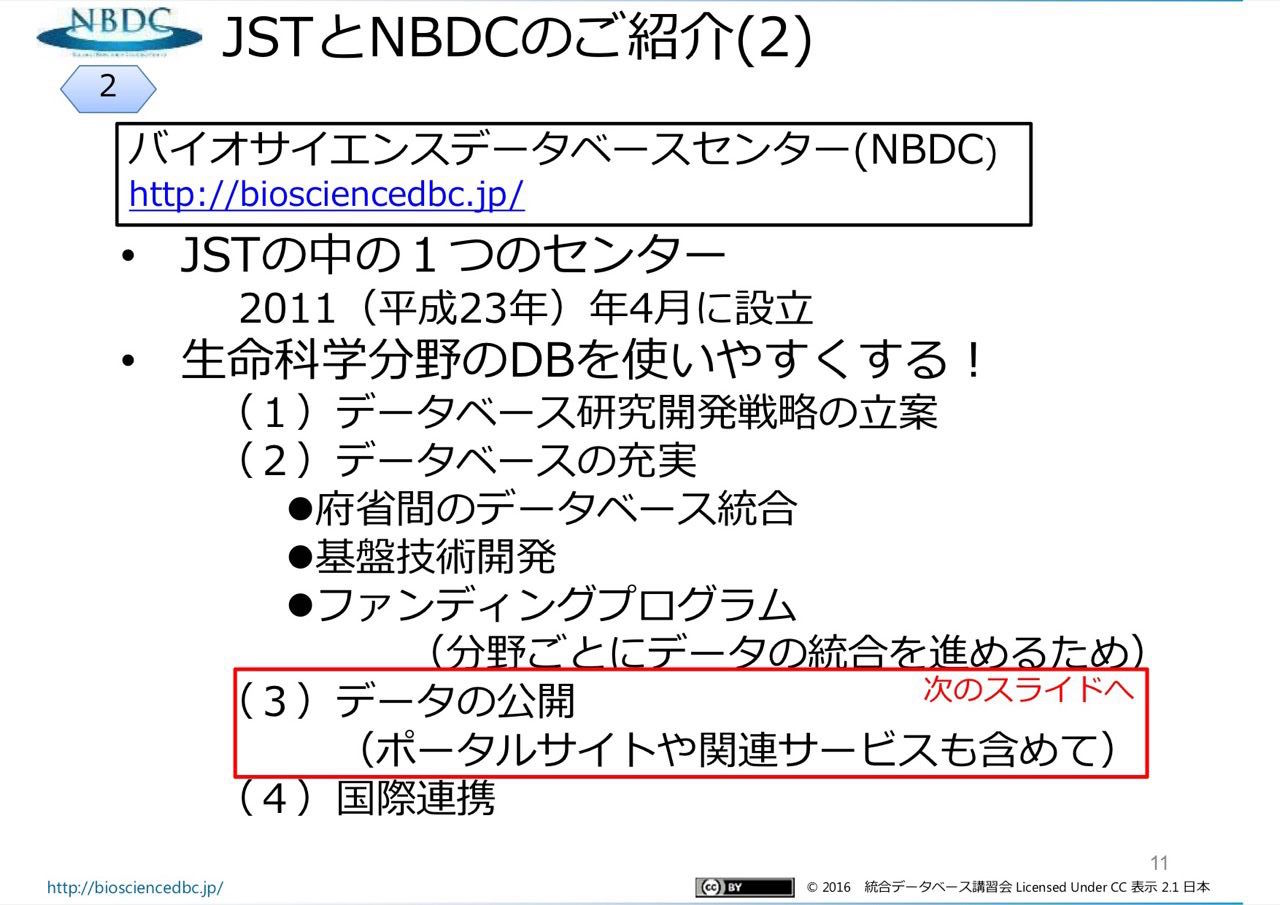 NBDC
JSTとNBDCのご紹介(2)
2
バイオサイエンスデータベースセンター(NBDC)
http://biosciencedbc.jp/
• JSTの中の１つのセンター
2011（平成23年）年4月に設立
• 生命科学分野のDBを使いやすくする！
（１）データベース研究開発戦略の立案
（２）データベースの充実
●府省間のデータベース統合
●基盤技術開発
●ファンディングプログラム
（分野ごとにデータの統合を進めるため）
（３）データの公開
次のスライドへ
（ポータルサイトや関連サービスも含めて）
（４）国際連携
11
http://biosciencedbc.jp/
cc BY
© 2016 統合データベース講習会 Licensed Under CC 表示 2.1 日本